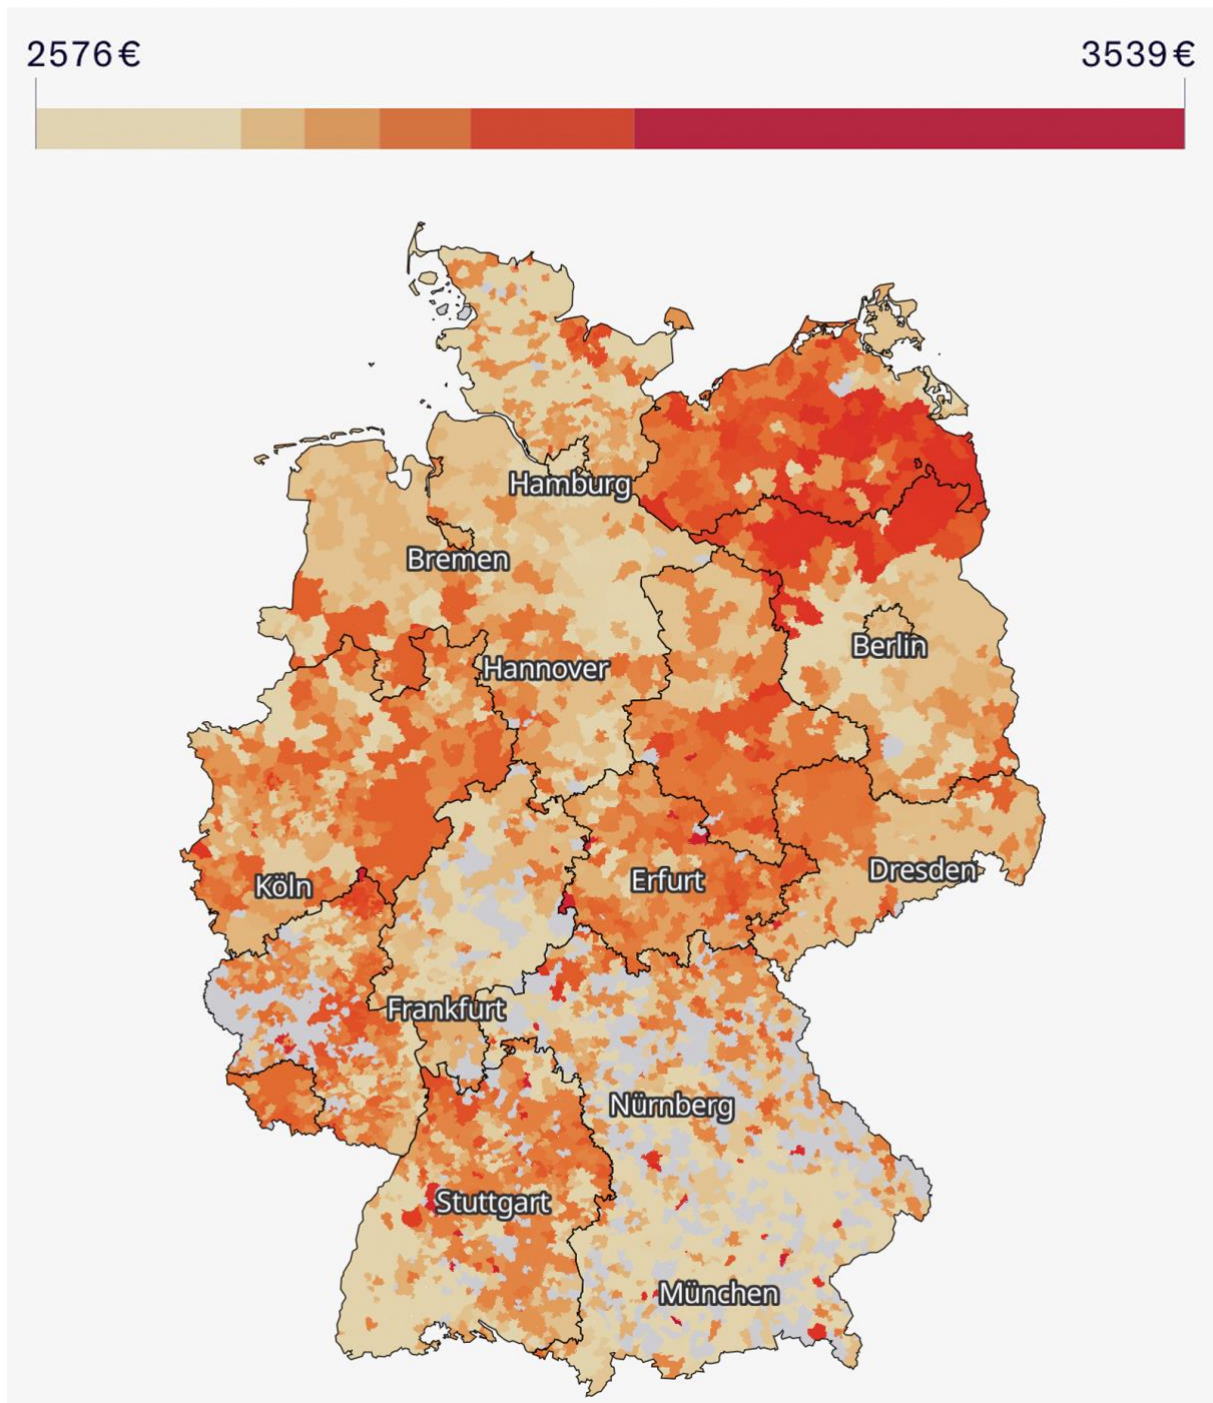 2576€
3539€
Hamburg
Bremen
Berlin
Hannover
Dresden
Erfurt
Köln
Frankfurt
Nürnberg
Stuttgart
München